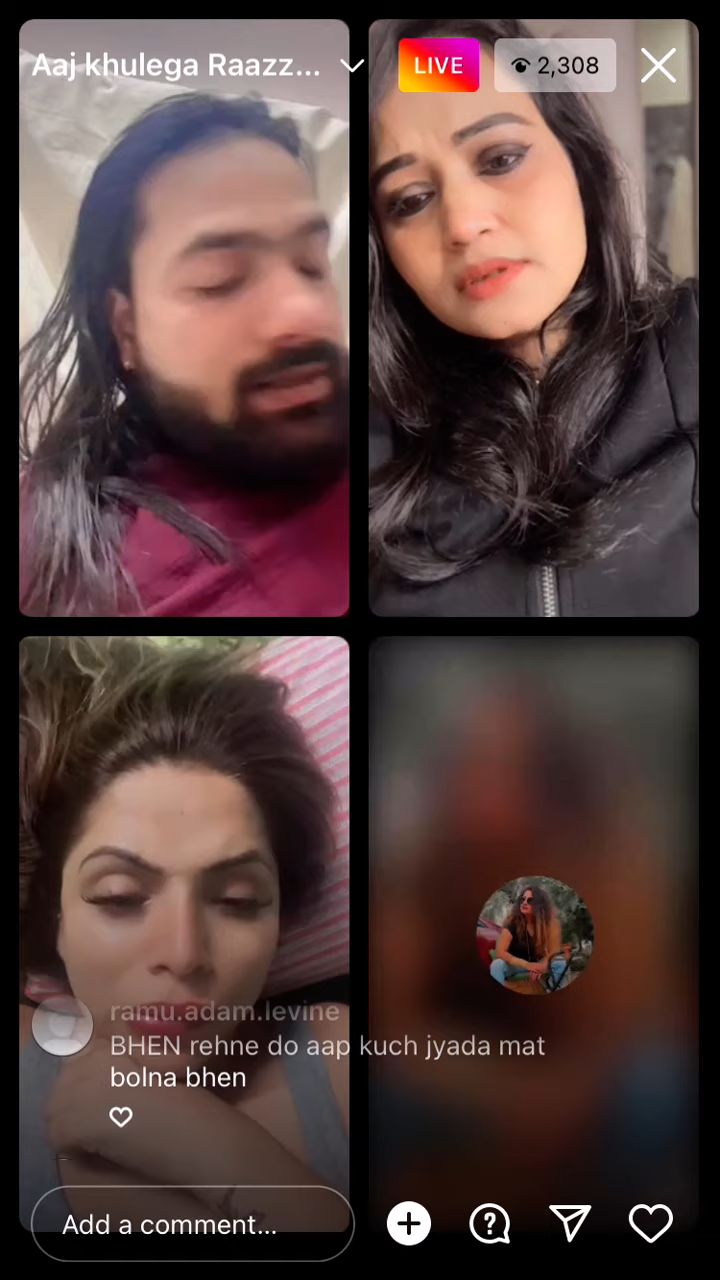 Aaj khulega Raazz...
LIVE
2,308
ramu.adam.levine
BHEN rehne do aap kuch jyada mat
bolna bhen
Add a comment...